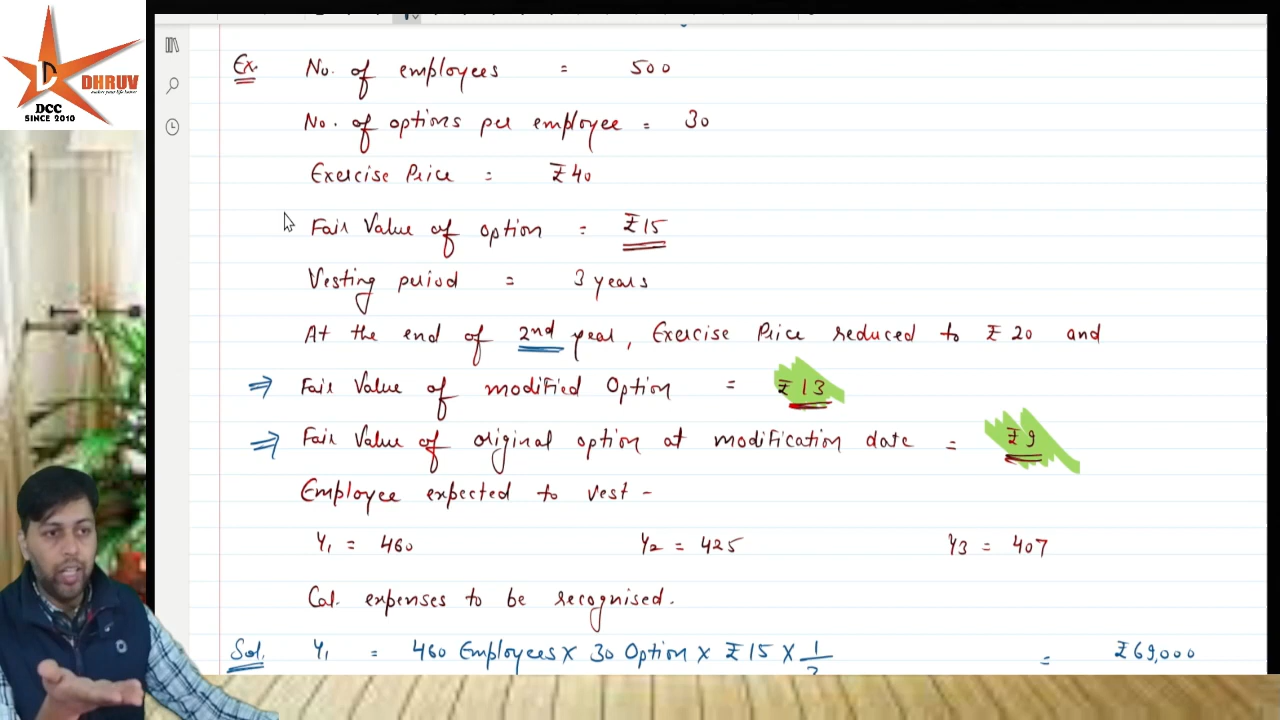 D
DHRUV
makes your life better
DCC
SINCE 2010
Ex. No. of employees = 500
No. of options per employee = 30
Exercise Price = ₹40
Fair Value of option = ₹15
Vesting period = 3 years
At the end of 2nd year, Exercise Price reduced to ₹ 20 and
⇒ Fair Value of modified Option = ₹13
⇒ Fair Value of original option at modification date = ₹9
Employee expected to vest -
Y1 = 460 Y2 = 425 Y3 = 407
Cal. expenses to be recognised.
Sol. Y1 = 460 Employees X 30 Option X ₹15 X 1/3 = ₹69,000